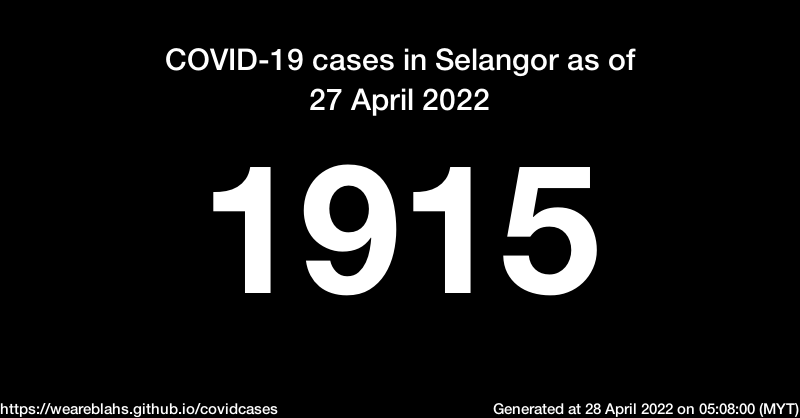 COVID-19 cases in Selangor as of
27 April 2022
1915
https://weareblahs.github.io/covidcases
Generated at 28 April 2022 on 05:08:00 (MYT)